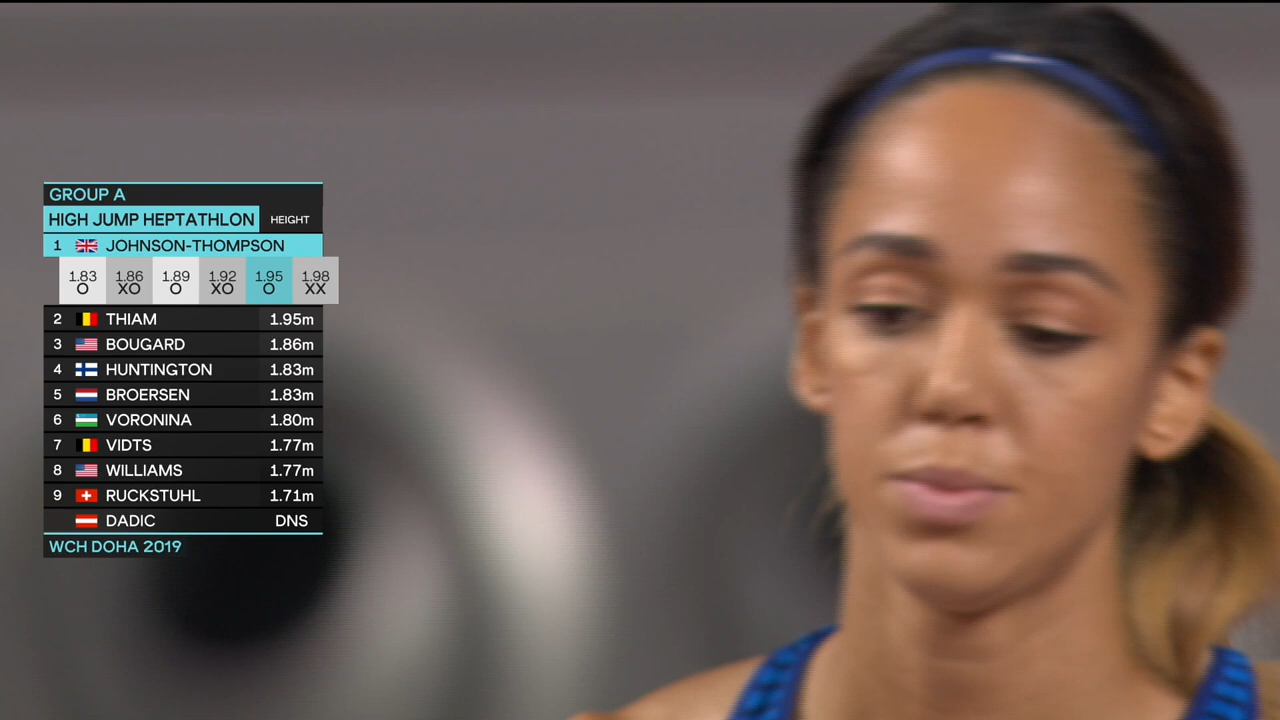 GROUP A
HIGH JUMP HEPTATHLON HEIGHT
1 JOHNSON-THOMPSON
1.83 1.86 1.89 1.92 1.95 1.98
O XO O XO O XX
2 THIAM 1.95m
3 BOUGARD 1.86m
4 HUNTINGTON 1.83m
5 BROERSEN 1.83m
6 VORONINA 1.80m
7 VIDTS 1.77m
8 WILLIAMS 1.77m
9 RUCKSTUHL 1.71m
DADIC DNS
WCH DOHA 2019